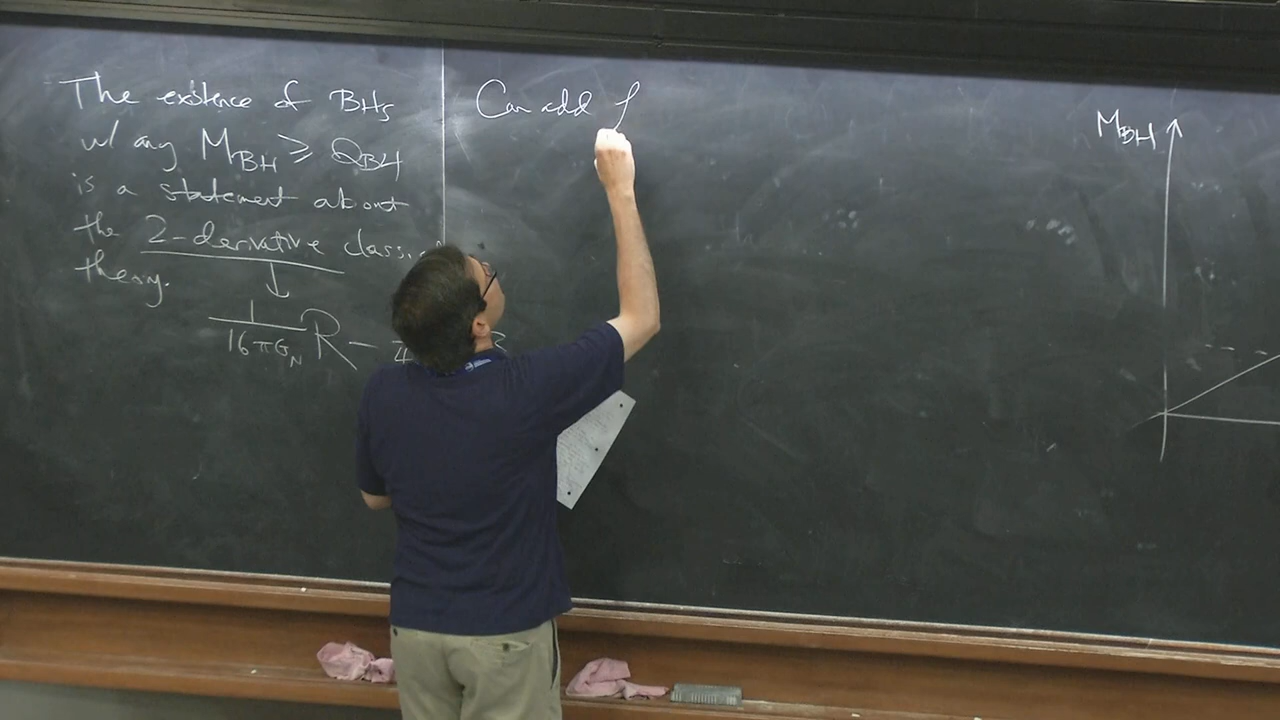 The existence of BHs
w/ any M_BH ≥ Q_BH
is a statement about
the 2-derivative
theory.
↓
1/16πG_N R - 
Can add
M_BH